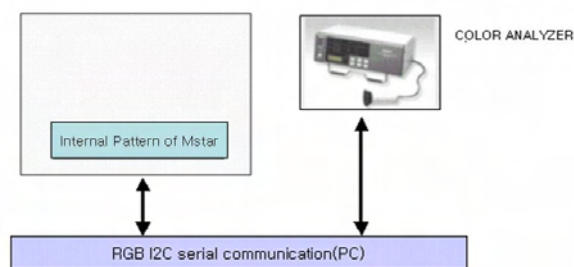 COLOR ANALYZER
Internal Pattern of Mstar
RGB I2C serial communication(PC)